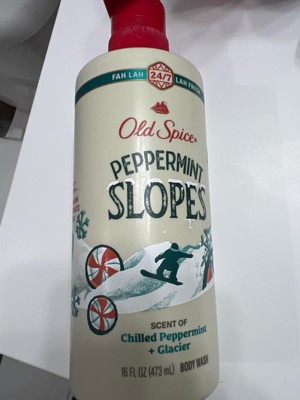 FAH LAH 24/7 LAH FRESH
Old Spice
PEPPERMINT
SLOPES
SCENT OF
Chilled Peppermint
+ Glacier
16 FL OZ (473 mL) BODY WASH